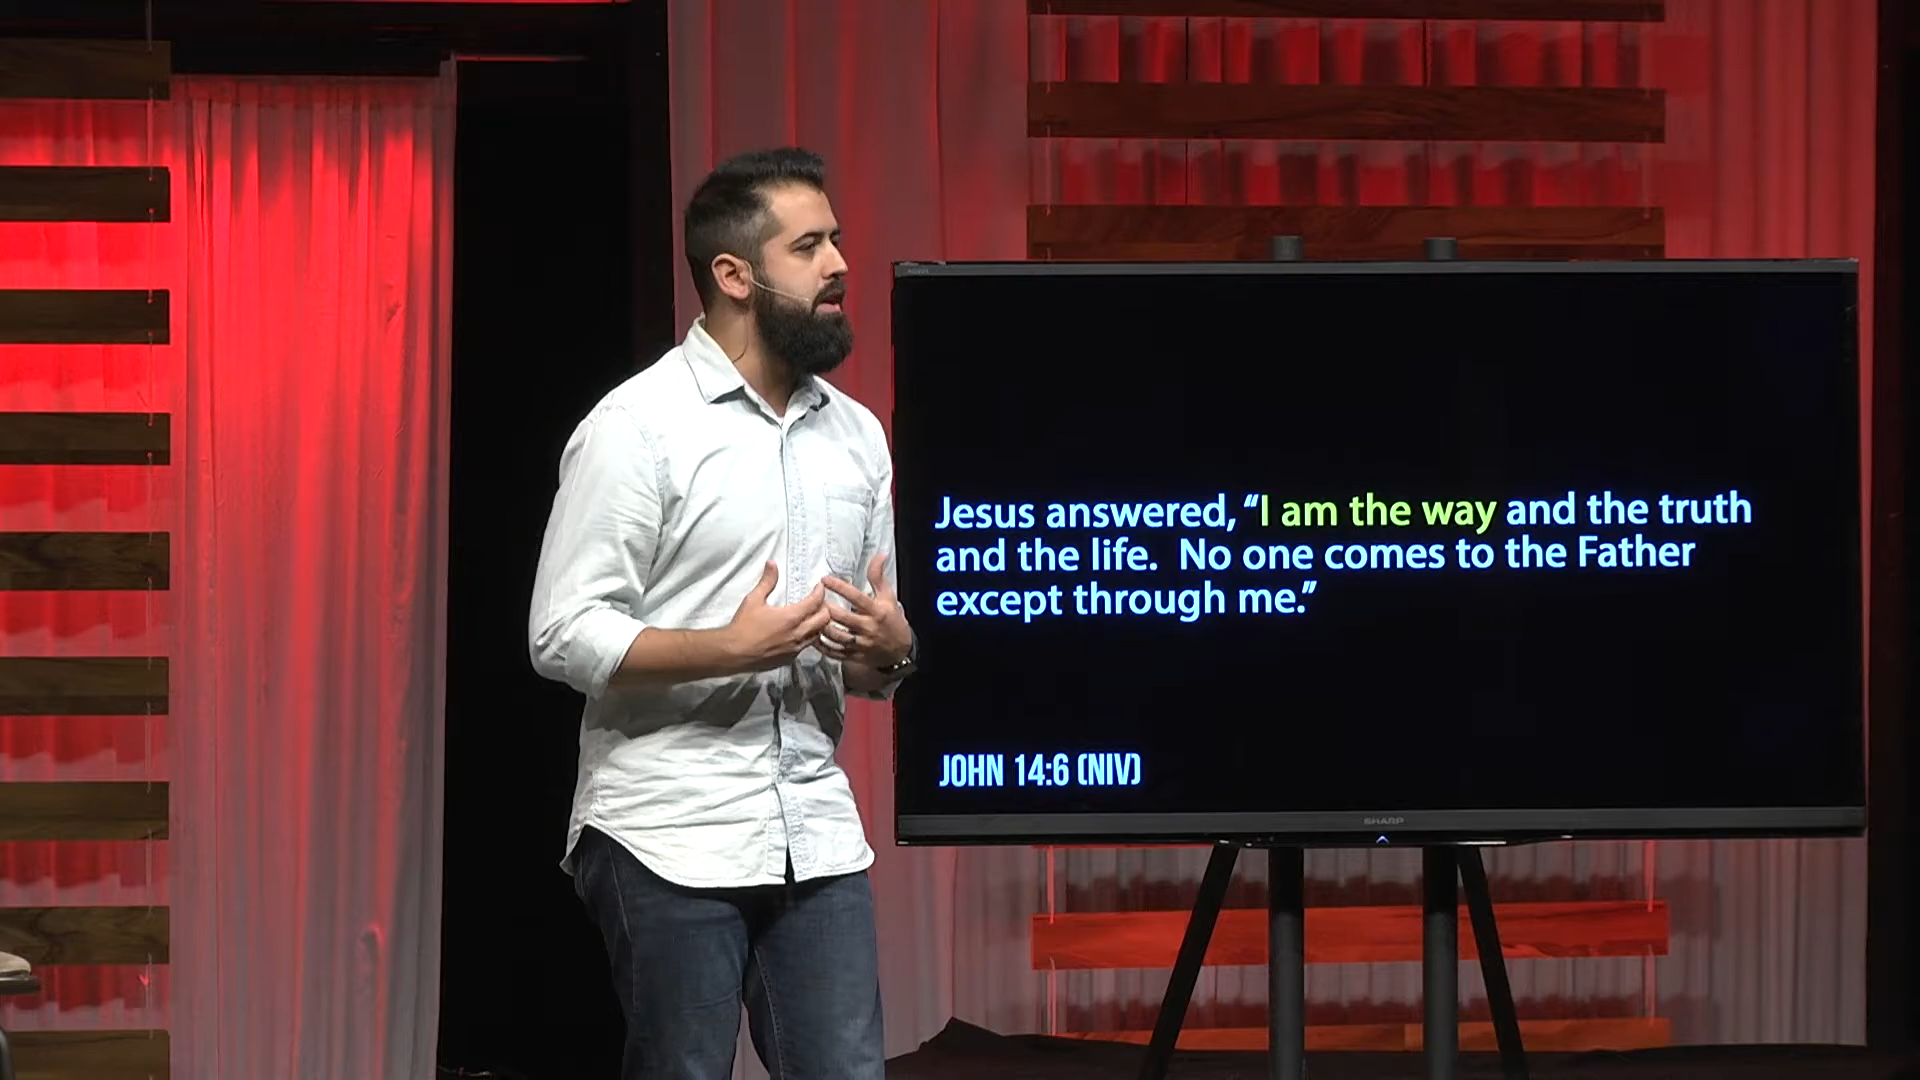 Jesus answered, “I am the way and the truth
and the life.  No one comes to the Father
except through me.”
JOHN 14:6 (NIV)
SHARP